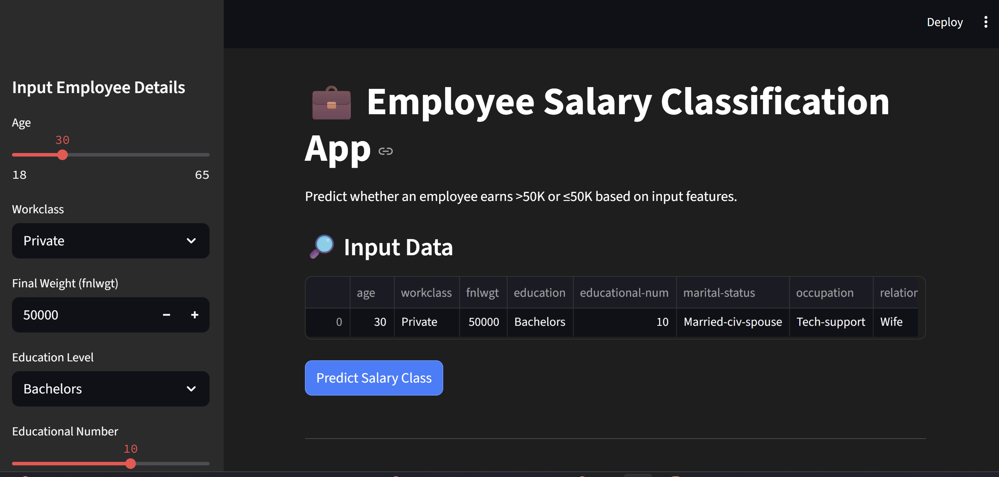 Deploy
Input Employee Details
Age
30
18 65
Workclass
Private
Final Weight (fnlwgt)
50000
Education Level
Bachelors
Educational Number
10
Employee Salary Classification
App
Predict whether an employee earns >50K or ≤50K based on input features.
Input Data
age workclass fnlwgt education educational-num marital-status occupation relation
0 30 Private 50000 Bachelors 10 Married-civ-spouse Tech-support Wife
Predict Salary Class